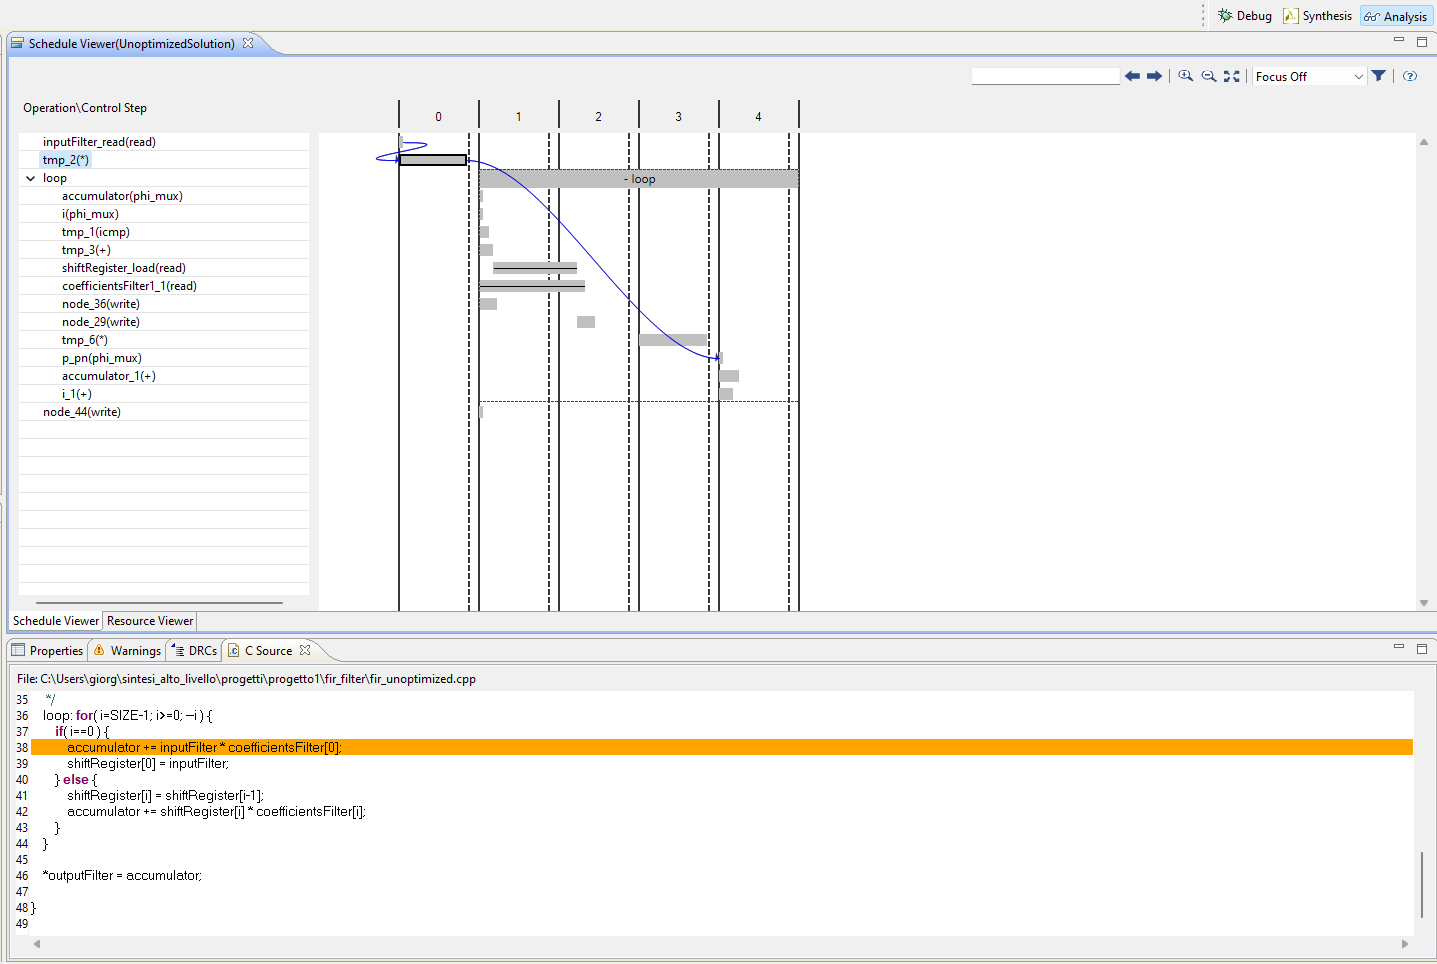 Debug Synthesis Analysis
Schedule Viewer(UnoptimizedSolution)
Focus Off
Operation\Control Step
0 1 2 3 4
inputFilter_read(read)
tmp_2(*)
loop
- loop
accumulator(phi_mux)
i(phi_mux)
tmp_1(icmp)
tmp_3(+)
shiftRegister_load(read)
coefficientsFilter1_1(read)
node_36(write)
node_29(write)
tmp_6(*)
p_pn(phi_mux)
accumulator_1(+)
i_1(+)
node_44(write)
Schedule Viewer Resource Viewer
Properties Warnings DRCs C Source
File: C:\Users\giorg\sintesi_alto_livello\progetti\progetto1\fir_filter\fir_unoptimized.cpp
35 */
36 loop: for( i=SIZE-1; i>=0; --i ) {
37 if( i==0 ) {
38 accumulator += inputFilter * coefficientsFilter[0];
39 shiftRegister[0] = inputFilter;
40 } else {
41 shiftRegister[i] = shiftRegister[i-1];
42 accumulator += shiftRegister[i] * coefficientsFilter[i];
43 }
44 }
45
46 *outputFilter = accumulator;
47
48 }
49